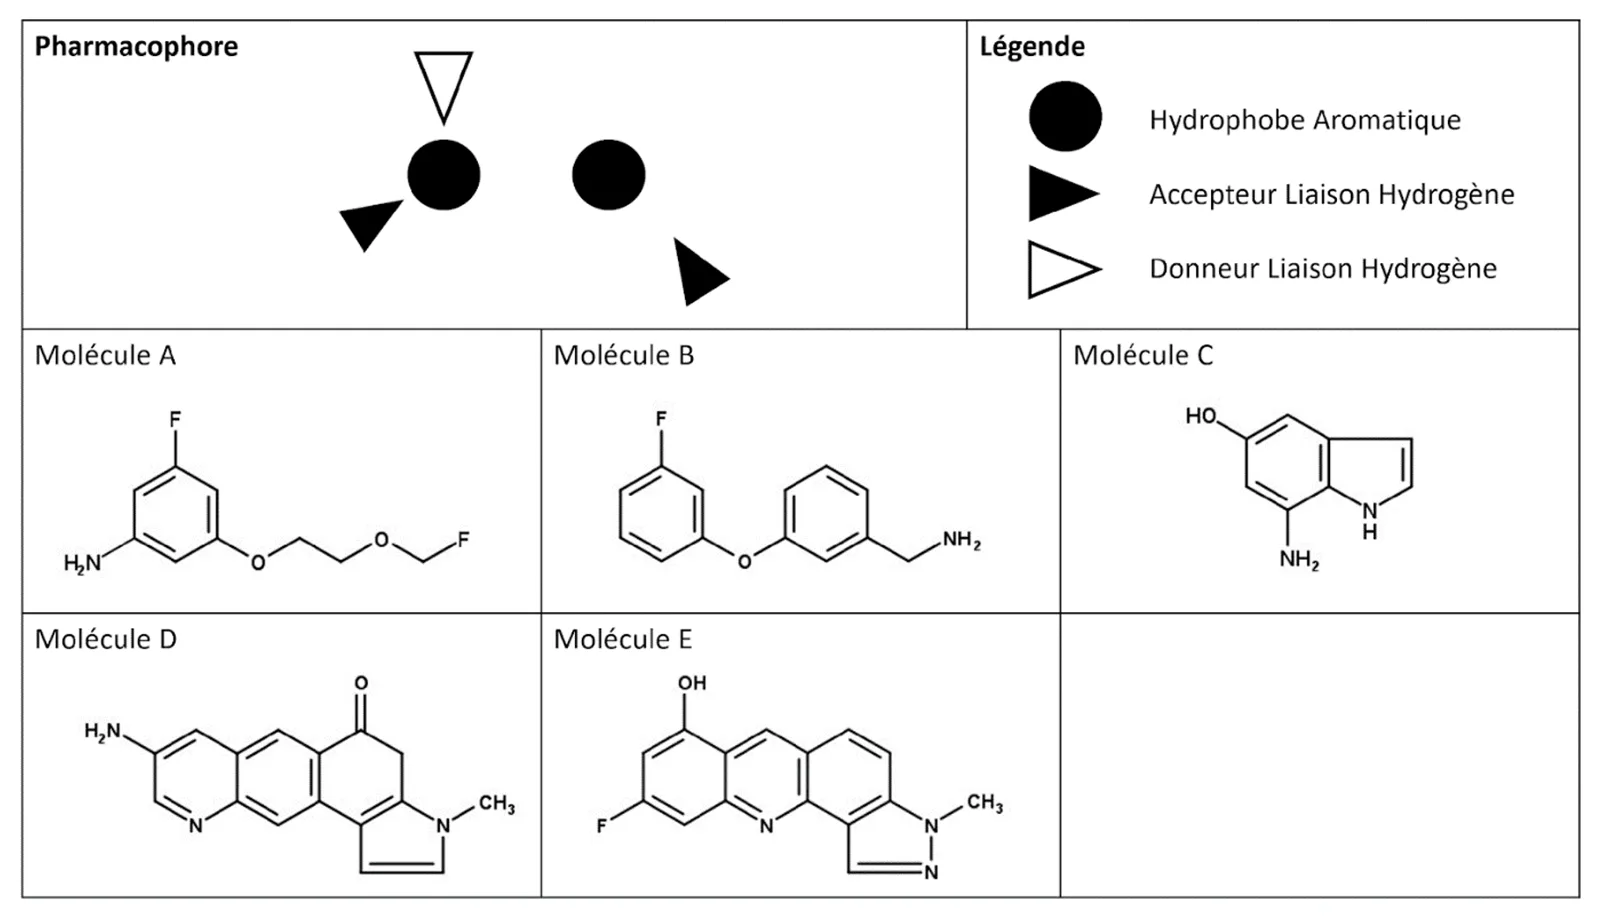 Pharmacophore
Légende
Hydrophobe Aromatique
Accepteur Liaison Hydrogène
Donneur Liaison Hydrogène
Molécule A
F
H₂N
O
O
F
Molécule B
F
O
NH₂
Molécule C
HO
N
H
NH₂
Molécule D
O
H₂N
N
N
CH₃
Molécule E
OH
F
N
N
CH₃
N